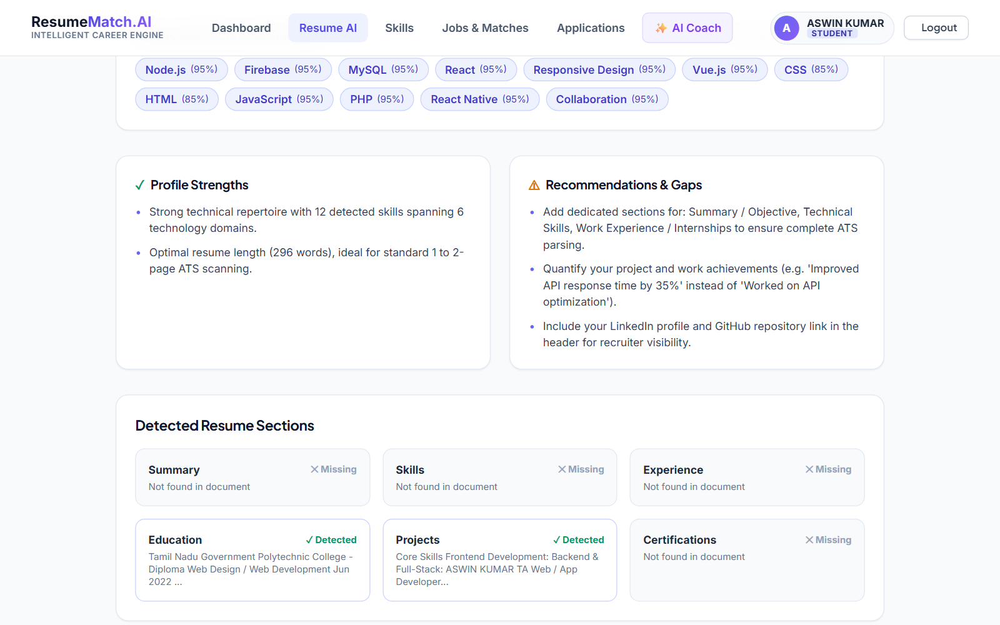 ResumeMatch.AI
INTELLIGENT CAREER ENGINE
Dashboard
Resume AI
Skills
Jobs & Matches
Applications
✨ AI Coach
A
ASWIN KUMAR
STUDENT
Logout
Node.js (95%)
Firebase (95%)
MySQL (95%)
React (95%)
Responsive Design (95%)
Vue.js (95%)
CSS (85%)
HTML (85%)
JavaScript (95%)
PHP (95%)
React Native (95%)
Collaboration (95%)
✓ Profile Strengths
• Strong technical repertoire with 12 detected skills spanning 6
technology domains.
• Optimal resume length (296 words), ideal for standard 1 to 2-
page ATS scanning.
⚠ Recommendations & Gaps
• Add dedicated sections for: Summary / Objective, Technical
Skills, Work Experience / Internships to ensure complete ATS
parsing.
• Quantify your project and work achievements (e.g. 'Improved
API response time by 35%' instead of 'Worked on API
optimization').
• Include your LinkedIn profile and GitHub repository link in the
header for recruiter visibility.
Detected Resume Sections
Summary
✕ Missing
Not found in document
Skills
✕ Missing
Not found in document
Experience
✕ Missing
Not found in document
Education
✓ Detected
Tamil Nadu Government Polytechnic College -
Diploma Web Design / Web Development Jun
2022 ...
Projects
✓ Detected
Core Skills Frontend Development: Backend &
Full-Stack: ASWIN KUMAR TA Web / App
Developer...
Certifications
✕ Missing
Not found in document